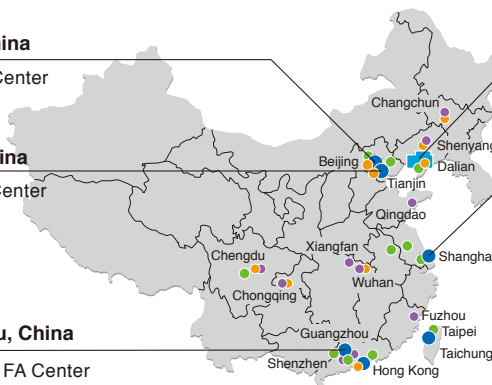 ina
Center
Changchun
Shenyang
ina
Beijing
Dalian
Center
Tianjin
Qingdao
Xiangfan
Chengdu
Shangha
Wuhan
Chongqing
Fuzhou
u, China
Guangzhou
Taipei
Taichung
Shenzhen
FA Center
Hong Kong